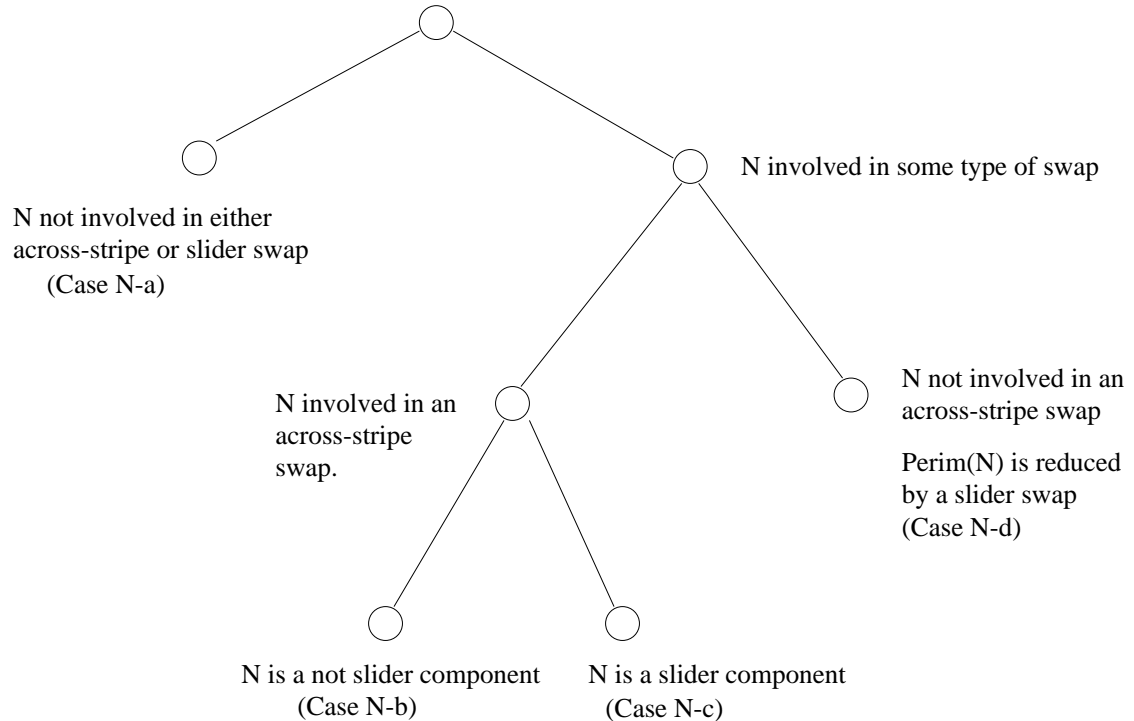 N involved in some type of swap
N not involved in either
across-stripe or slider swap
(Case N-a)
N involved in an
across-stripe
swap.
N not involved in an
across-stripe swap
Perim(N) is reduced
by a slider swap
(Case N-d)
N is a not slider component
(Case N-b)
N is a slider component
(Case N-c)